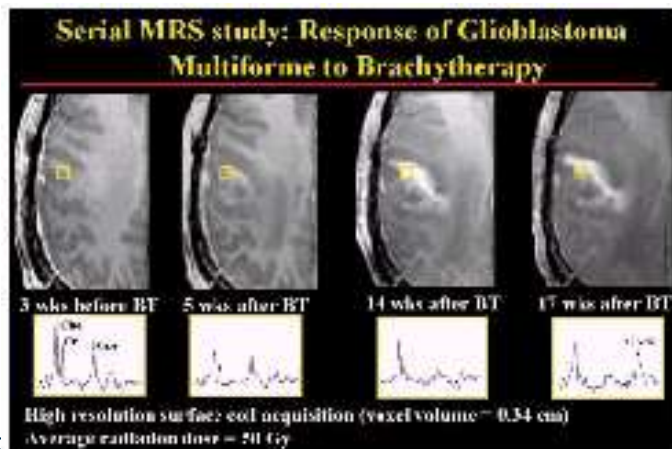 Serial MRS study: Response of Glioblastoma
Multiforme to Brachytherapy
3 wks before BT 5 wks after BT 14 wks after BT 17 wks after BT
Cho
High resolution surface coil acquisition (voxel volume = 0.34 cm)
Average radiation dose = 50 Gy